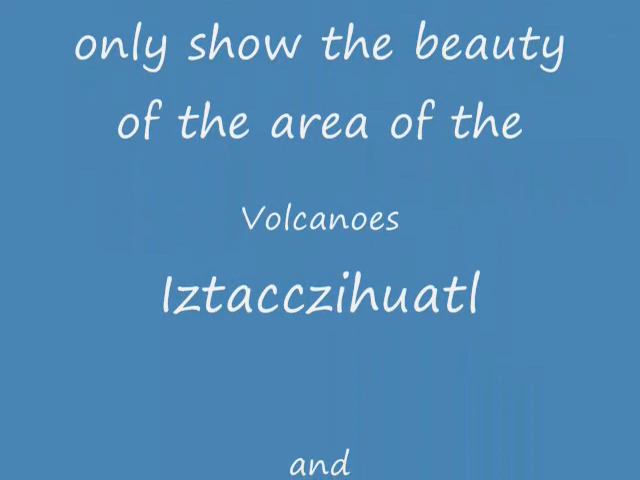 only show the beauty
of the area of the
Volcanoes
Iztacczihuatl
and